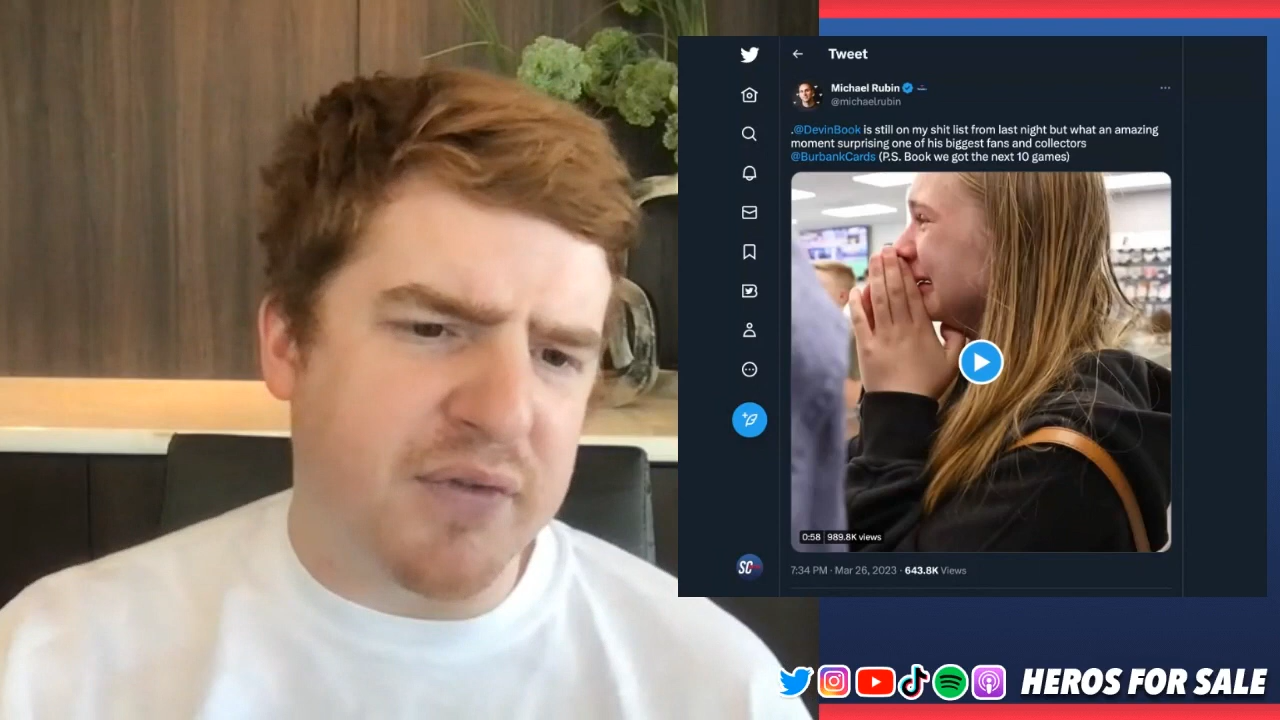 Tweet
Michael Rubin
@michaelrubin
.@DevinBook is still on my shit list from last night but what an amazing
moment surprising one of his biggest fans and collectors
@BurbankCards (P.S. Book we got the next 10 games)
0:58 989.8K views
7:34 PM · Mar 26, 2023 · 643.8K Views
SC
HEROS FOR SALE